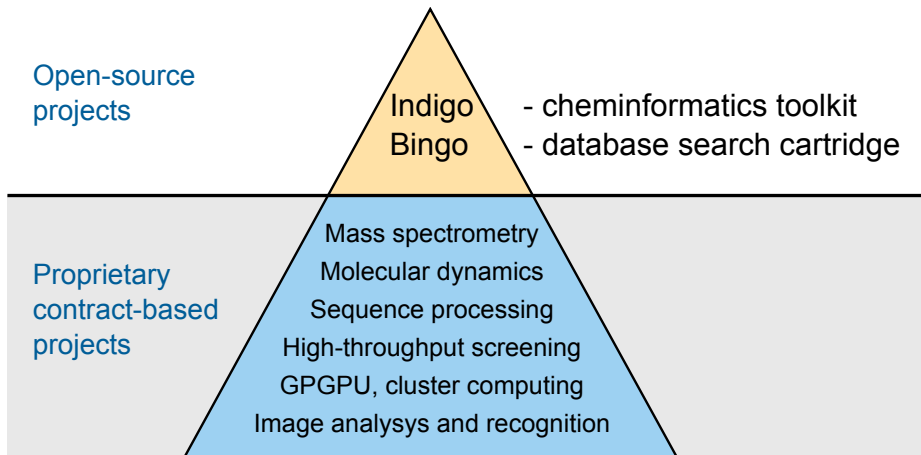 Open-source
projects
Indigo - cheminformatics toolkit
Bingo - database search cartridge
Proprietary
contract-based
projects
Mass spectrometry
Molecular dynamics
Sequence processing
High-throughput screening
GPGPU, cluster computing
Image analysys and recognition